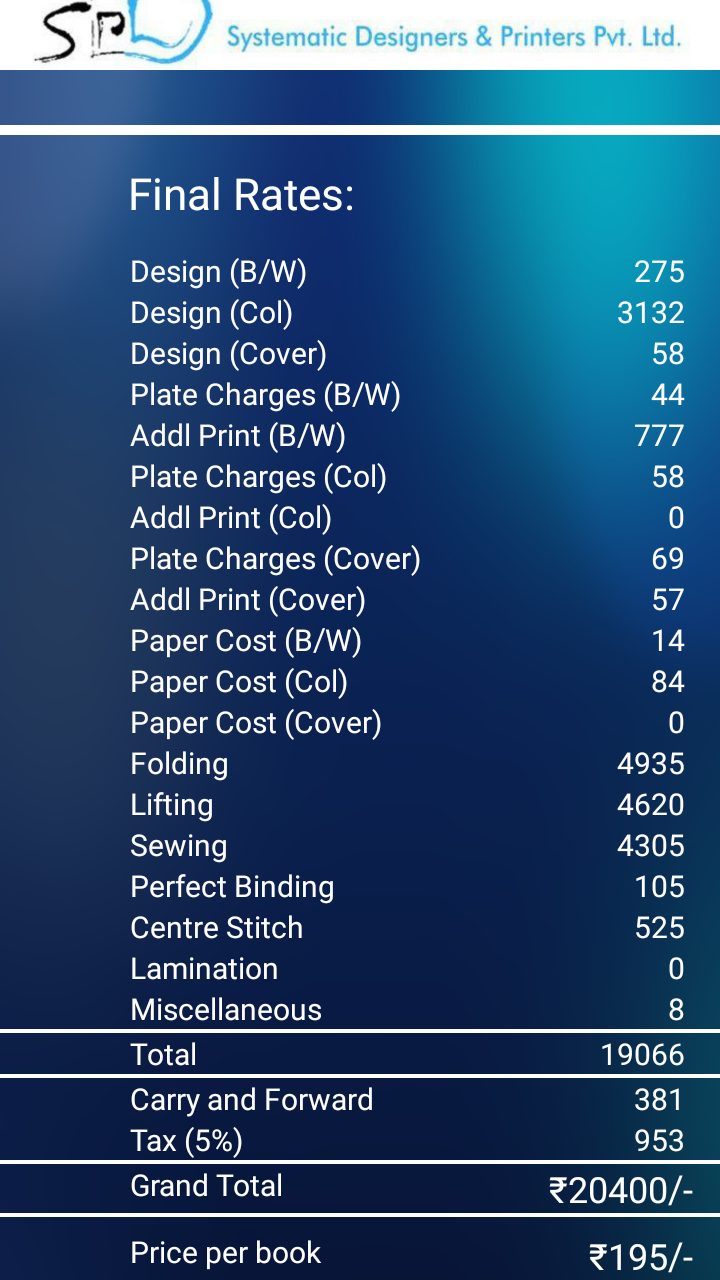 SPD Systematic Designers & Printers Pvt. Ltd.
Final Rates:
Design (B/W) 275
Design (Col) 3132
Design (Cover) 58
Plate Charges (B/W) 44
Addl Print (B/W) 777
Plate Charges (Col) 58
Addl Print (Col) 0
Plate Charges (Cover) 69
Addl Print (Cover) 57
Paper Cost (B/W) 14
Paper Cost (Col) 84
Paper Cost (Cover) 0
Folding 4935
Lifting 4620
Sewing 4305
Perfect Binding 105
Centre Stitch 525
Lamination 0
Miscellaneous 8
Total 19066
Carry and Forward 381
Tax (5%) 953
Grand Total ₹20400/-
Price per book ₹195/-